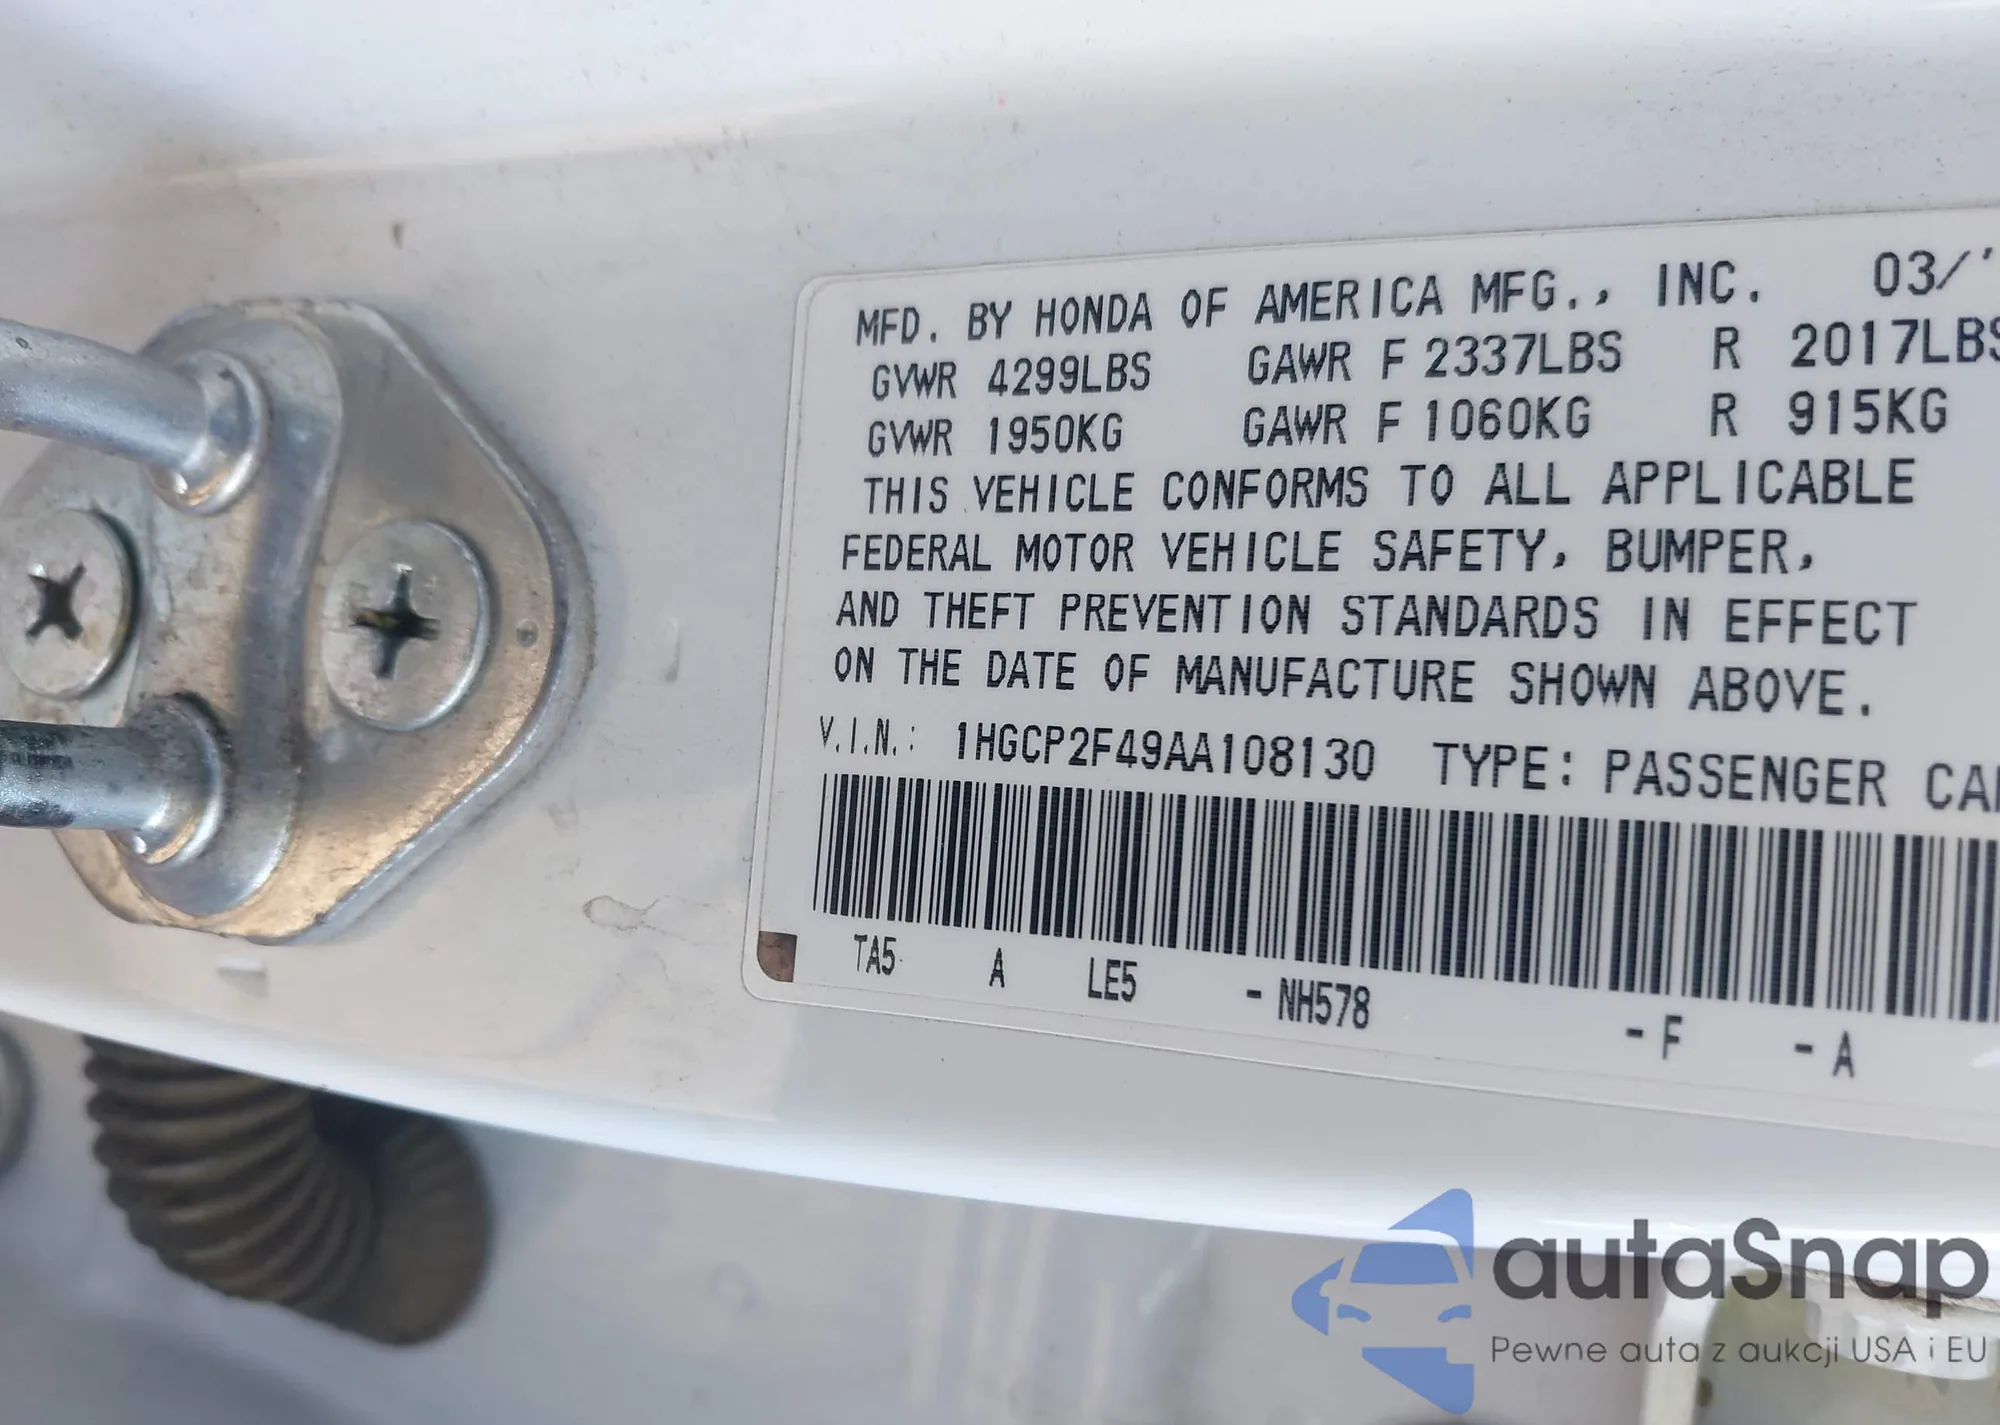 MFD. BY HONDA OF AMERICA MFG., INC. 03/'
GVWR 4299LBS GAWR F 2337LBS R 2017LBS
GVWR 1950KG GAWR F 1060KG R 915KG
THIS VEHICLE CONFORMS TO ALL APPLICABLE
FEDERAL MOTOR VEHICLE SAFETY, BUMPER,
AND THEFT PREVENTION STANDARDS IN EFFECT
ON THE DATE OF MANUFACTURE SHOWN ABOVE.
V.I.N.: 1HGCP2F49AA108130 TYPE: PASSENGER CAR
TA5 A LE5 - NH578 - F - A
autaSnap
Pewne auta z aukcji USA i EU